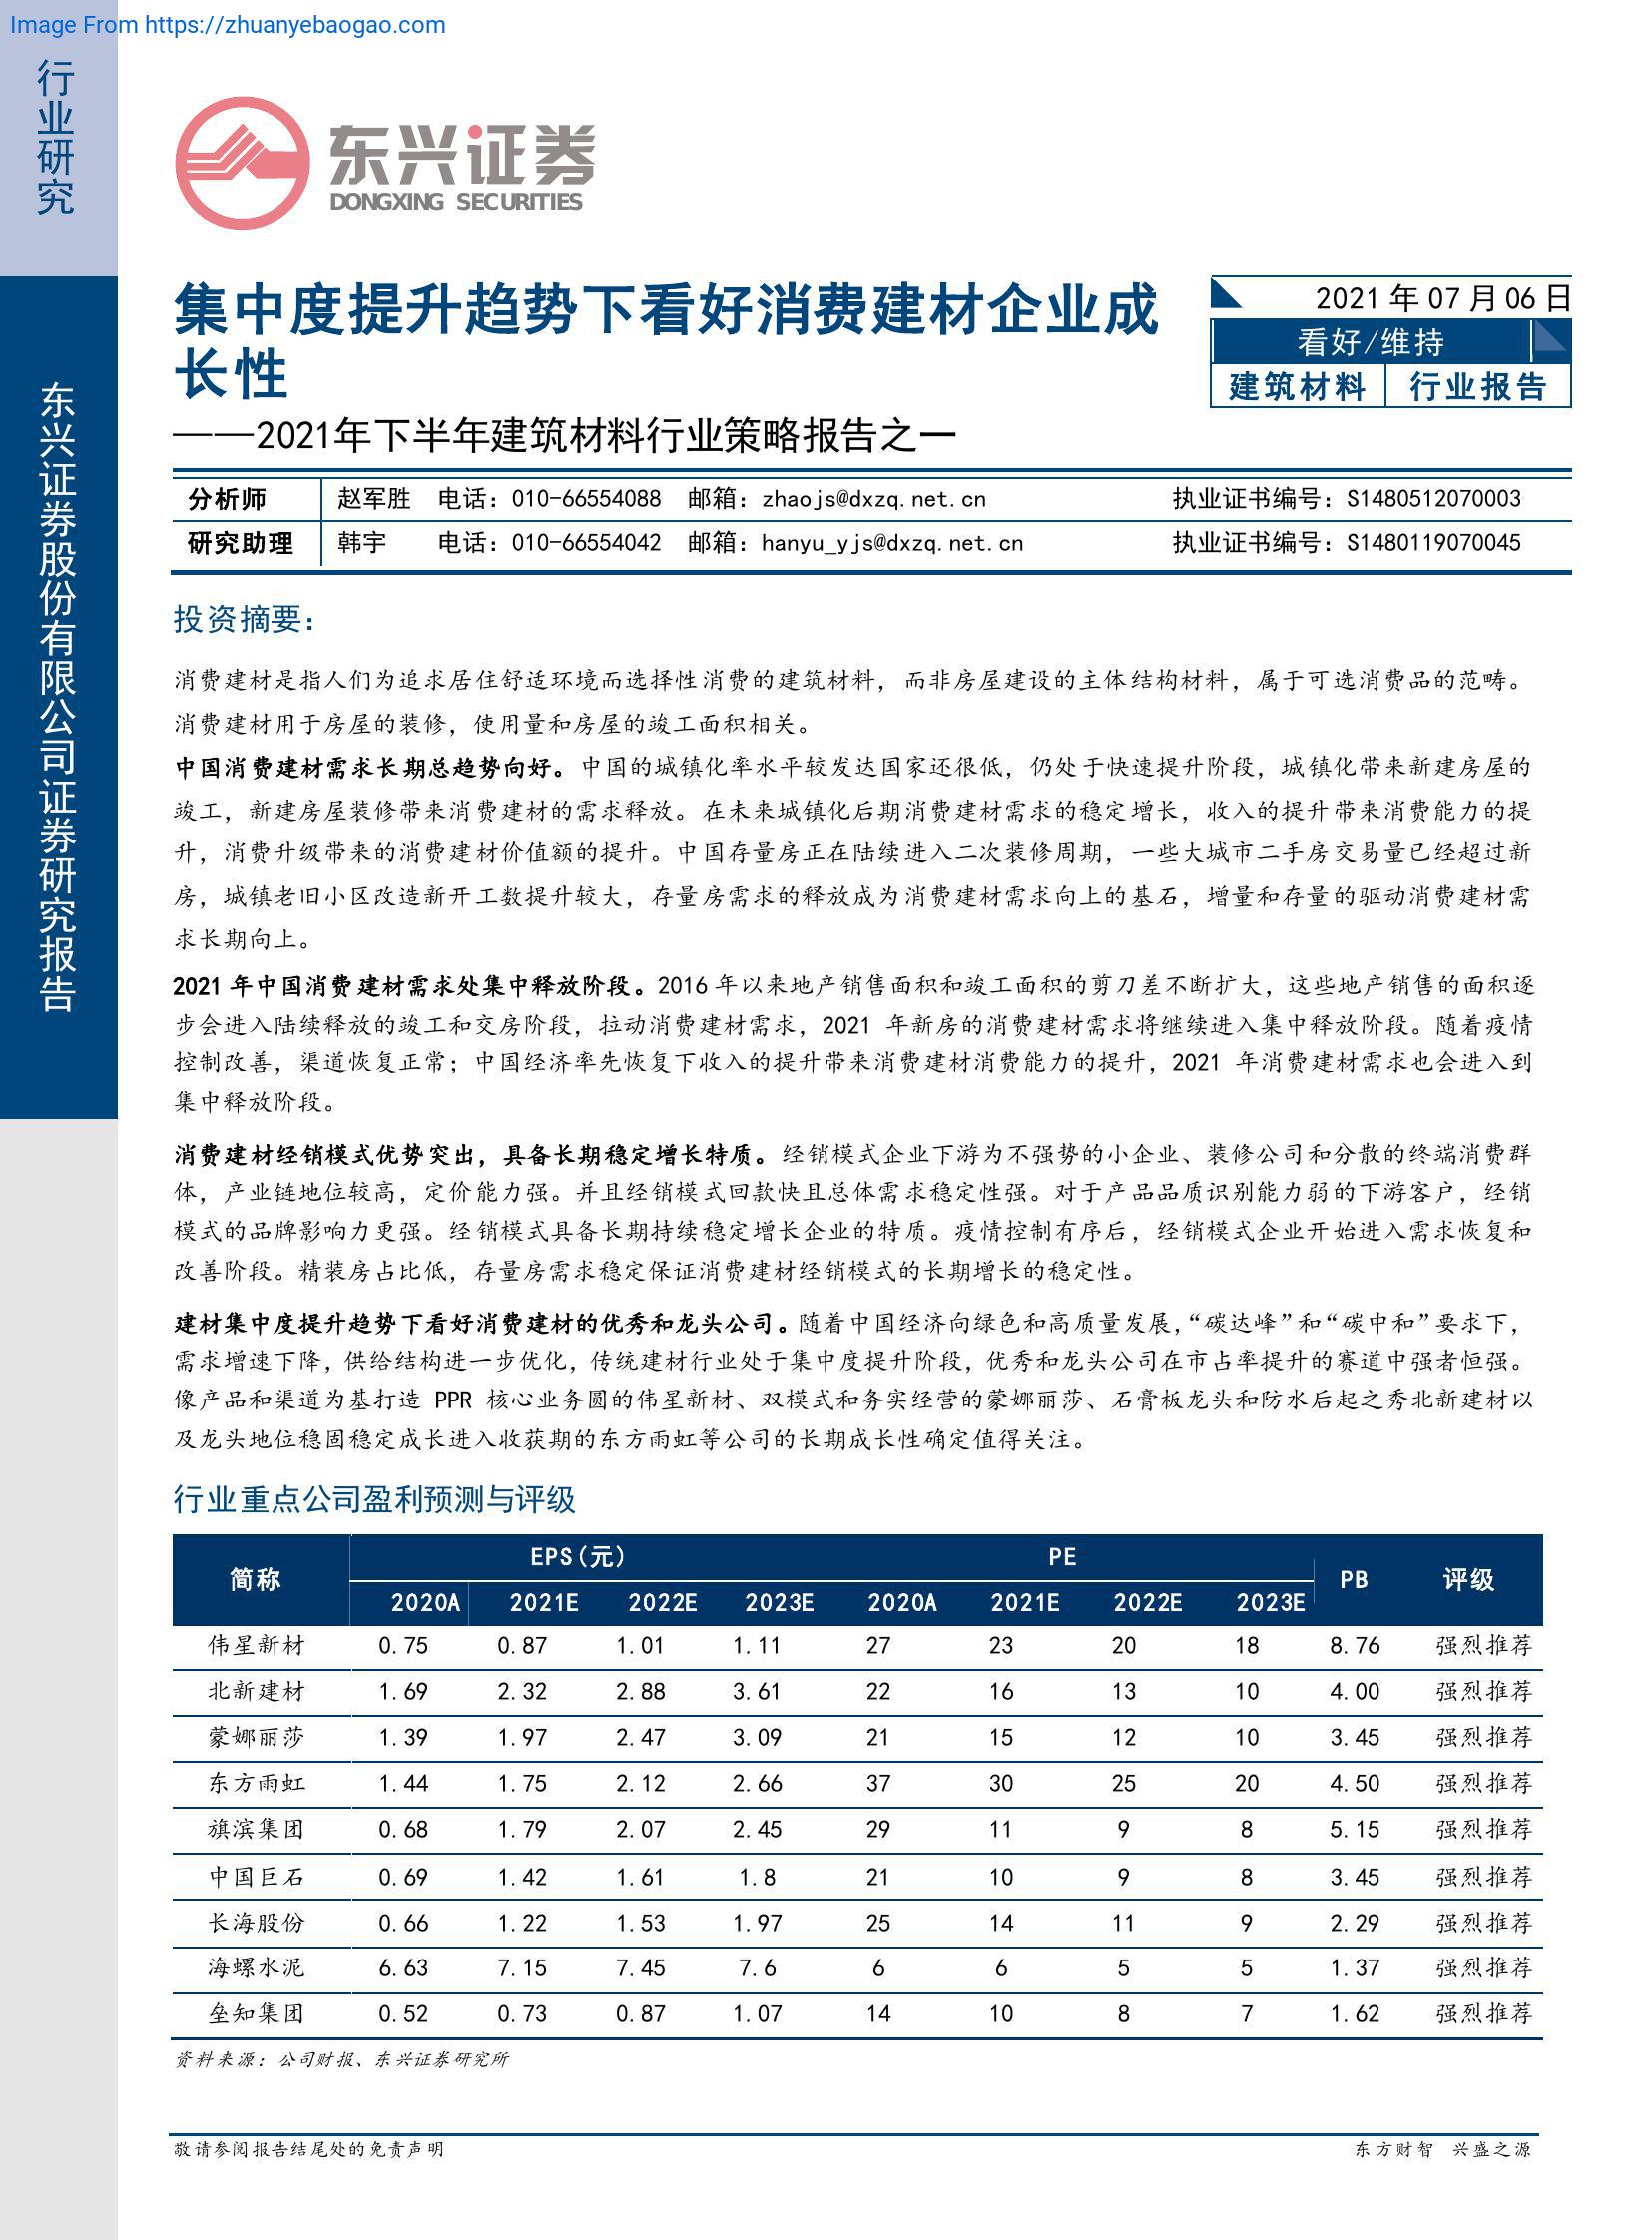 Image From https://zhuanyebaogao.com
行业研究
东兴证券股份有限公司证券研究报告
东兴证券
DONGXING SECURITIES
集中度提升趋势下看好消费建材企业成
长性
——2021年下半年建筑材料行业策略报告之一
2021 年 07 月 06 日
看好/维持
建筑材料 行业报告
分析师 赵军胜 电话：010-66554088 邮箱：zhaojs@dxzq.net.cn 执业证书编号：S1480512070003
研究助理 韩宇 电话：010-66554042 邮箱：hanyu_yjs@dxzq.net.cn 执业证书编号：S1480119070045
投资摘要：
消费建材是指人们为追求居住舒适环境而选择性消费的建筑材料，而非房屋建设的主体结构材料，属于可选消费品的范畴。
消费建材用于房屋的装修，使用量和房屋的竣工面积相关。
中国消费建材需求长期总趋势向好。中国的城镇化率水平较发达国家还很低，仍处于快速提升阶段，城镇化带来新建房屋的
竣工，新建房屋装修带来消费建材的需求释放。在未来城镇化后期消费建材需求的稳定增长，收入的提升带来消费能力的提
升，消费升级带来的消费建材价值额的提升。中国存量房正在陆续进入二次装修周期，一些大城市二手房交易量已经超过新
房，城镇老旧小区改造新开工数提升较大，存量房需求的释放成为消费建材需求向上的基石，增量和存量的驱动消费建材需
求长期向上。
2021 年中国消费建材需求处集中释放阶段。2016 年以来地产销售面积和竣工面积的剪刀差不断扩大，这些地产销售的面积逐
步会进入陆续释放的竣工和交房阶段，拉动消费建材需求，2021 年新房的消费建材需求将继续进入集中释放阶段。随着疫情
控制改善，渠道恢复正常；中国经济率先恢复下收入的提升带来消费建材消费能力的提升，2021 年消费建材需求也会进入到
集中释放阶段。
消费建材经销模式优势突出，具备长期稳定增长特质。经销模式企业下游为不强势的小企业、装修公司和分散的终端消费群
体，产业链地位较高，定价能力强。并且经销模式回款快且总体需求稳定性强。对于产品品质识别能力弱的下游客户，经销
模式的品牌影响力更强。经销模式具备长期持续稳定增长企业的特质。疫情控制有序后，经销模式企业开始进入需求恢复和
改善阶段。精装房占比低，存量房需求稳定保证消费建材经销模式的长期增长的稳定性。
建材集中度提升趋势下看好消费建材的优秀和龙头公司。随着中国经济向绿色和高质量发展，“碳达峰”和“碳中和”要求下，
需求增速下降，供给结构进一步优化，传统建材行业处于集中度提升阶段，优秀和龙头公司在市占率提升的赛道中强者恒强。
像产品和渠道为基打造 PPR 核心业务圆的伟星新材、双模式和务实经营的蒙娜丽莎、石膏板龙头和防水后起之秀北新建材以
及龙头地位稳固稳定成长进入收获期的东方雨虹等公司的长期成长性确定值得关注。
行业重点公司盈利预测与评级
简称 EPS(元) PE PB 评级
2020A 2021E 2022E 2023E 2020A 2021E 2022E 2023E
伟星新材 0.75 0.87 1.01 1.11 27 23 20 18 8.76 强烈推荐
北新建材 1.69 2.32 2.88 3.61 22 16 13 10 4.00 强烈推荐
蒙娜丽莎 1.39 1.97 2.47 3.09 21 15 12 10 3.45 强烈推荐
东方雨虹 1.44 1.75 2.12 2.66 37 30 25 20 4.50 强烈推荐
旗滨集团 0.68 1.79 2.07 2.45 29 11 9 8 5.15 强烈推荐
中国巨石 0.69 1.42 1.61 1.8 21 10 9 8 3.45 强烈推荐
长海股份 0.66 1.22 1.53 1.97 25 14 11 9 2.29 强烈推荐
海螺水泥 6.63 7.15 7.45 7.6 6 6 5 5 1.37 强烈推荐
垒知集团 0.52 0.73 0.87 1.07 14 10 8 7 1.62 强烈推荐
资料来源：公司财报、东兴证券研究所
敬请参阅报告结尾处的免责声明 东方财智 兴盛之源